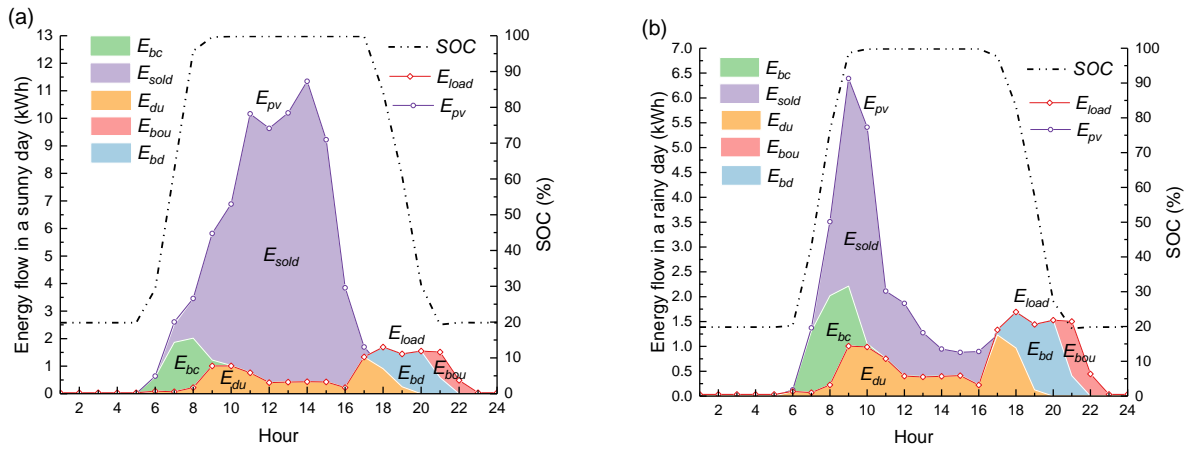 (a)
Energy flow in a sunny day (kWh)
13
12
11
10
9
8
7
6
5
4
3
2
1
0
E_bc
E_sold
E_du
E_bou
E_bd
SOC
E_load
E_pv
E_pv
E_sold
E_load
E_bc
E_du
E_bd
E_bou
100
90
80
70
60
50
40
30
20
10
0
SOC (%)
2 4 6 8 10 12 14 16 18 20 22 24
Hour
(b)
Energy flow in a rainy day (kWh)
7.0
6.5
6.0
5.5
5.0
4.5
4.0
3.5
3.0
2.5
2.0
1.5
1.0
0.5
0.0
E_bc
E_sold
E_du
E_bou
E_bd
SOC
E_load
E_pv
E_pv
E_sold
E_load
E_bc
E_du
E_bd
E_bou
100
90
80
70
60
50
40
30
20
10
0
SOC (%)
2 4 6 8 10 12 14 16 18 20 22 24
Hour